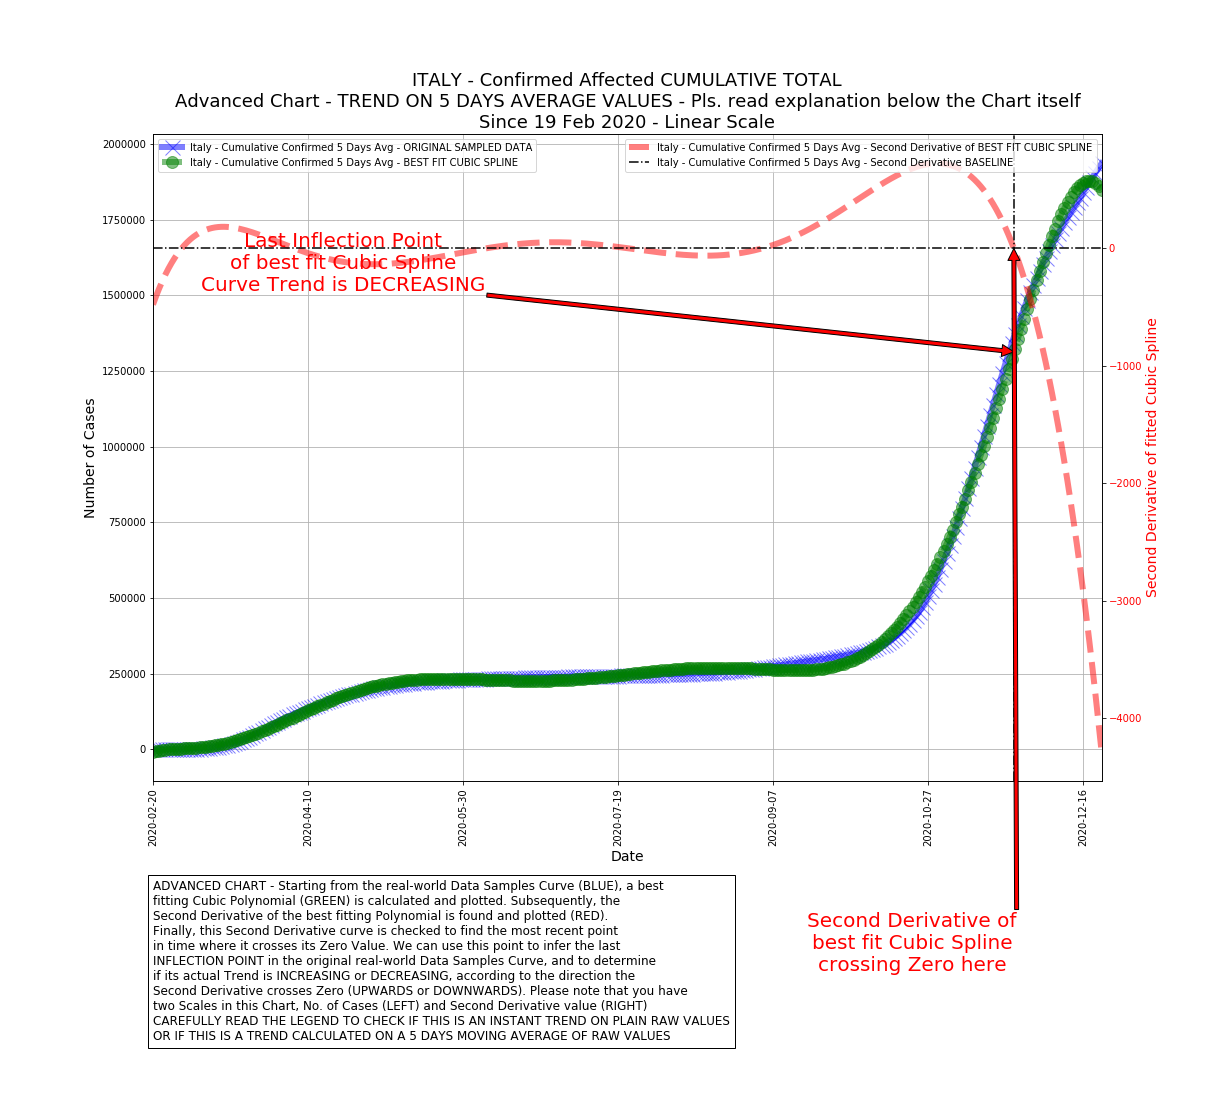 ITALY - Confirmed Affected CUMULATIVE TOTAL
Advanced Chart - TREND ON 5 DAYS AVERAGE VALUES - Pls. read explanation below the Chart itself
Since 19 Feb 2020 - Linear Scale
Italy - Cumulative Confirmed 5 Days Avg - ORIGINAL SAMPLED DATA
Italy - Cumulative Confirmed 5 Days Avg - BEST FIT CUBIC SPLINE
Italy - Cumulative Confirmed 5 Days Avg - Second Derivative of BEST FIT CUBIC SPLINE
Italy - Cumulative Confirmed 5 Days Avg - Second Derivative BASELINE
Last Inflection Point
of best fit Cubic Spline
Curve Trend is DECREASING
Number of Cases
2000000
1750000
1500000
1250000
1000000
750000
500000
250000
0
0
−1000
−2000
−3000
−4000
Second Derivative of fitted Cubic Spline
2020-02-20
2020-04-10
2020-05-30
2020-07-19
2020-09-07
2020-10-27
2020-12-16
Date
ADVANCED CHART - Starting from the real-world Data Samples Curve (BLUE), a best
fitting Cubic Polynomial (GREEN) is calculated and plotted. Subsequently, the
Second Derivative of the best fitting Polynomial is found and plotted (RED).
Finally, this Second Derivative curve is checked to find the most recent point
in time where it crosses its Zero Value. We can use this point to infer the last
INFLECTION POINT in the original real-world Data Samples Curve, and to determine
if its actual Trend is INCREASING or DECREASING, according to the direction the
Second Derivative crosses Zero (UPWARDS or DOWNWARDS). Please note that you have
two Scales in this Chart, No. of Cases (LEFT) and Second Derivative value (RIGHT)
CAREFULLY READ THE LEGEND TO CHECK IF THIS IS AN INSTANT TREND ON PLAIN RAW VALUES
OR IF THIS IS A TREND CALCULATED ON A 5 DAYS MOVING AVERAGE OF RAW VALUES
Second Derivative of
best fit Cubic Spline
crossing Zero here